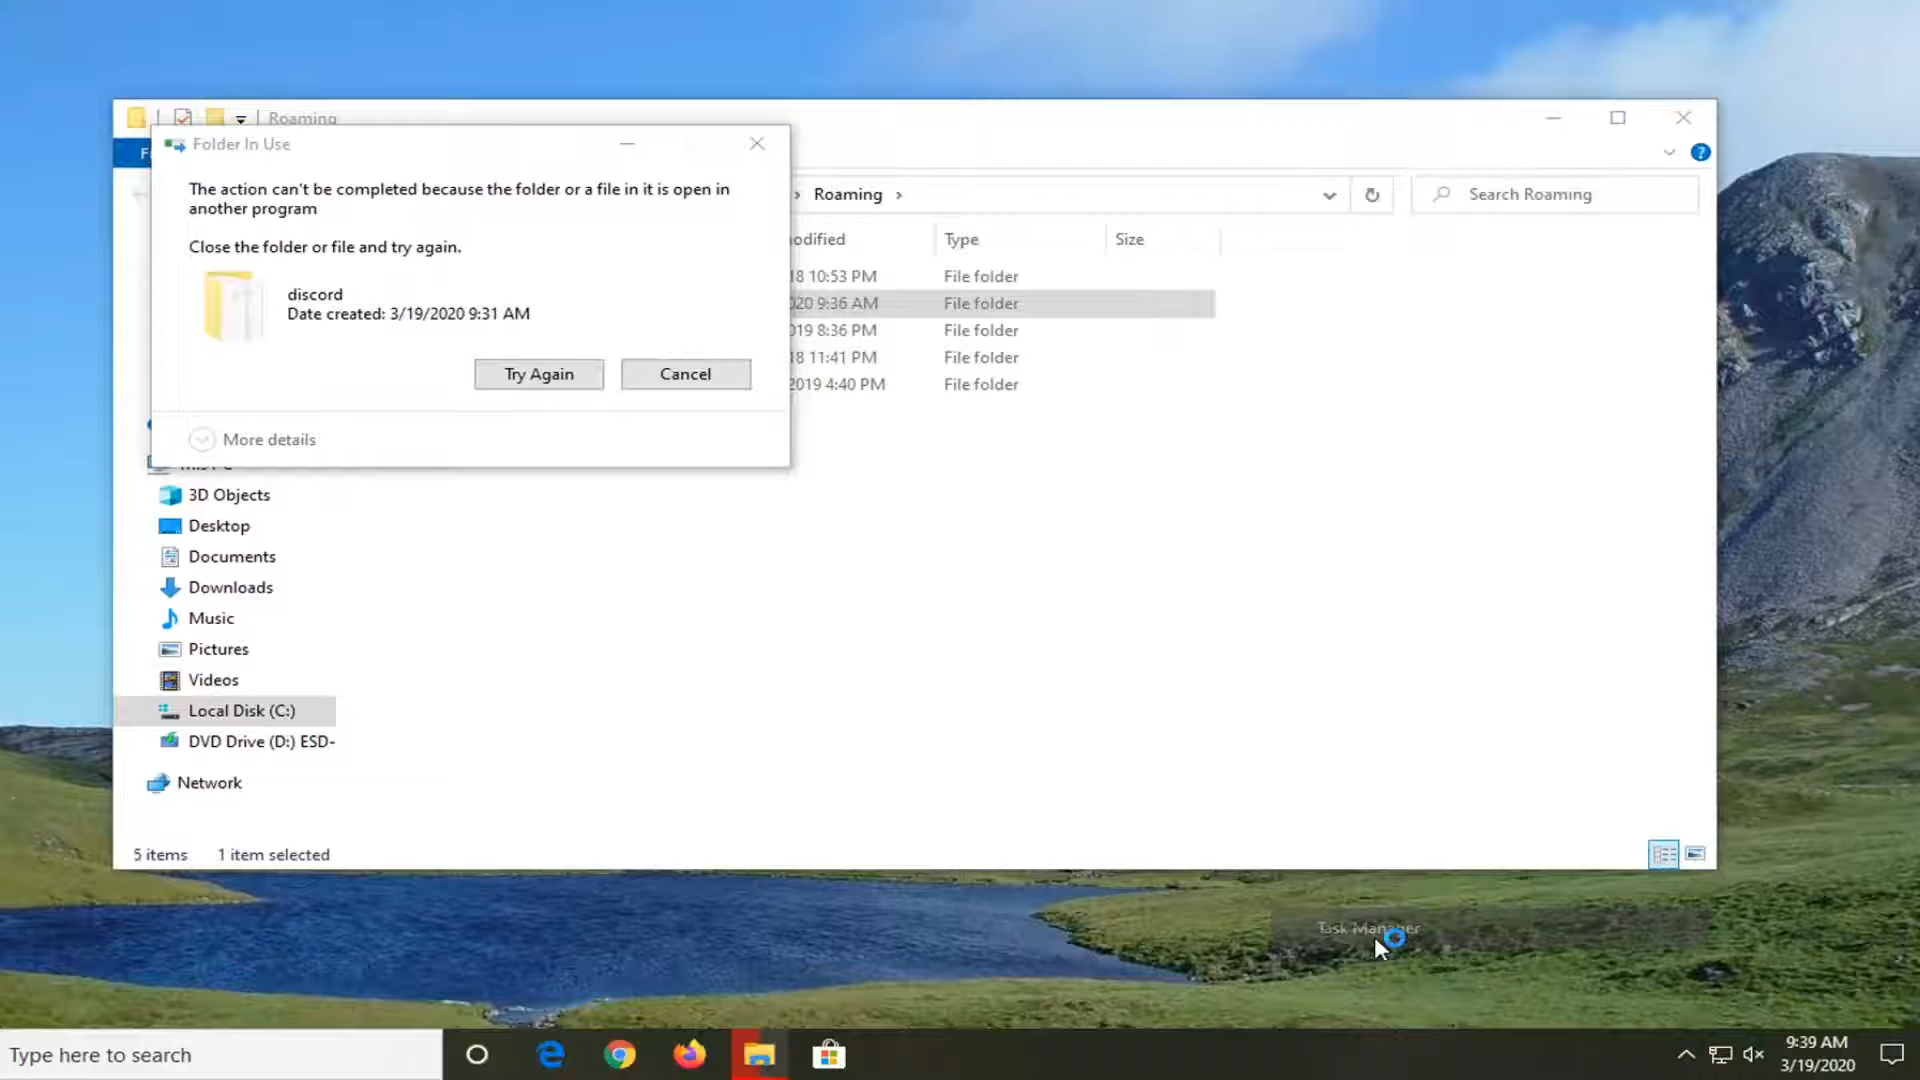 Roaming
Folder In Use
The action can't be completed because the folder or a file in it is open in
another program
Close the folder or file and try again.
discord
Date created: 3/19/2020 9:31 AM
Try Again
Cancel
More details
Roaming
Search Roaming
Type
Size
10:53 PM
File folder
9:36 AM
File folder
8:36 PM
File folder
11:41 PM
File folder
2019 4:40 PM
File folder
3D Objects
Desktop
Documents
Downloads
Music
Pictures
Videos
Local Disk (C:)
DVD Drive (D:) ESD-
Network
5 items
1 item selected
Task Manager
Type here to search
9:39 AM
3/19/2020